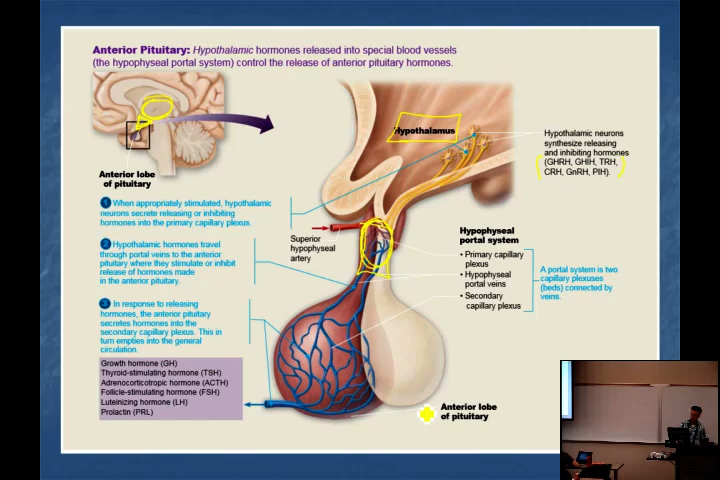 Anterior Pituitary: Hypothalamic hormones released into special blood vessels
(the hypophyseal portal system) control the release of anterior pituitary hormones.
Hypothalamus
Hypothalamic neurons
synthesize releasing
and inhibiting hormones
(GHRH, GHIH, TRH,
CRH, GnRH, PIH).
Anterior lobe
of pituitary
1 When appropriately stimulated, hypothalamic
neurons secrete releasing or inhibiting
hormones into the primary capillary plexus.
2 Hypothalamic hormones travel
through portal veins to the anterior
pituitary where they stimulate or inhibit
release of hormones made
in the anterior pituitary.
3 In response to releasing
hormones, the anterior pituitary
secretes hormones into the
secondary capillary plexus. This in
turn empties into the general
circulation.
Superior
hypophyseal
artery
Hypophyseal
portal system
• Primary capillary
plexus
• Hypophyseal
portal veins
• Secondary
capillary plexus
A portal system is two
capillary plexuses
(beds) connected by
veins.
Growth hormone (GH)
Thyroid-stimulating hormone (TSH)
Adrenocorticotropic hormone (ACTH)
Follicle-stimulating hormone (FSH)
Luteinizing hormone (LH)
Prolactin (PRL)
Anterior lobe
of pituitary